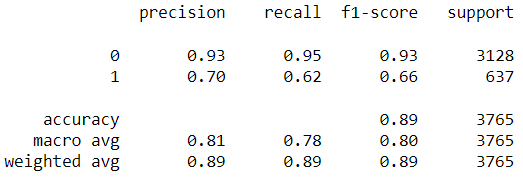 precision recall f1-score support
0 0.93 0.95 0.93 3128
1 0.70 0.62 0.66 637
accuracy 0.89 3765
macro avg 0.81 0.78 0.80 3765
weighted avg 0.89 0.89 0.89 3765